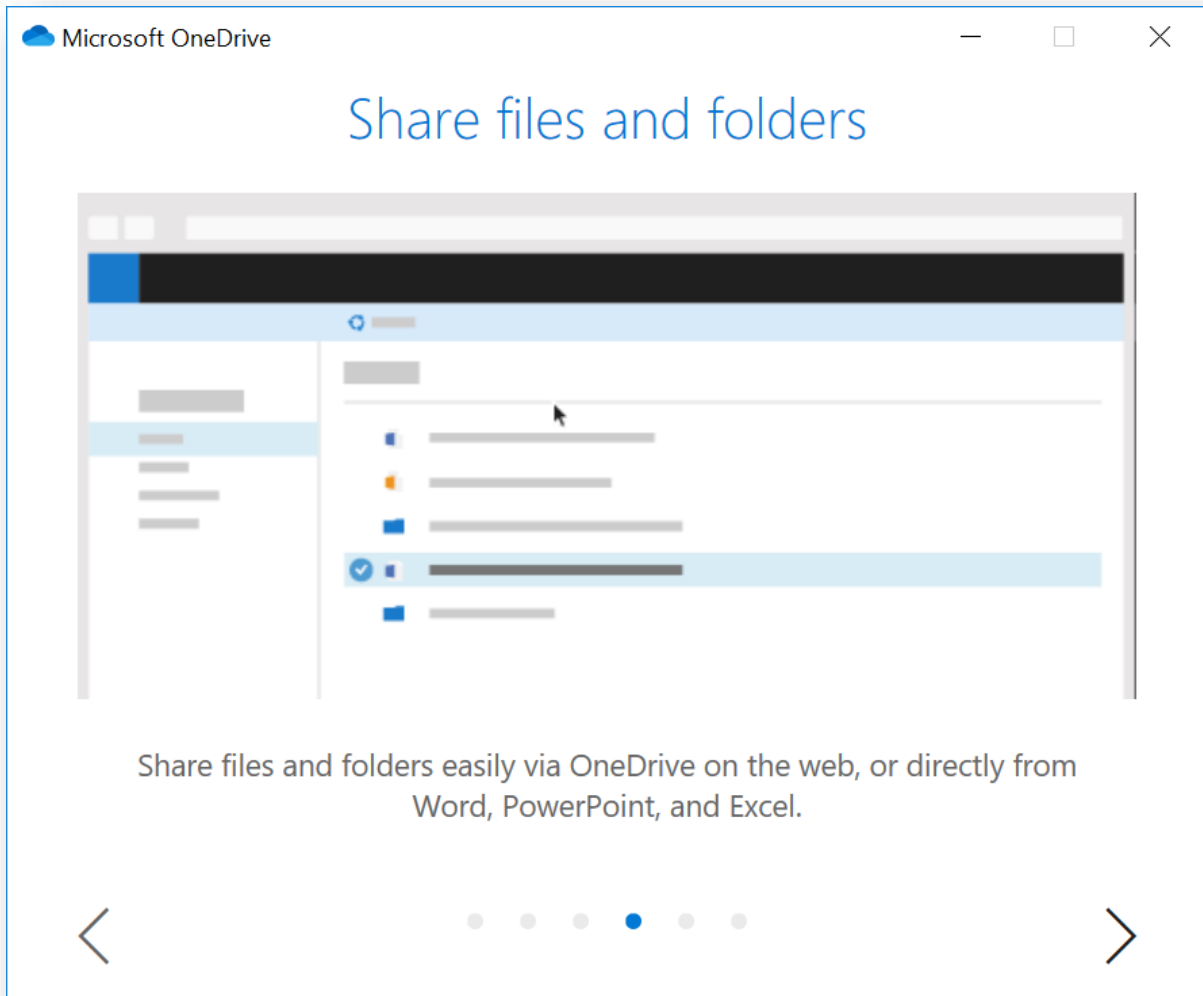 Microsoft OneDrive
Share files and folders
Share files and folders easily via OneDrive on the web, or directly from
Word, PowerPoint, and Excel.